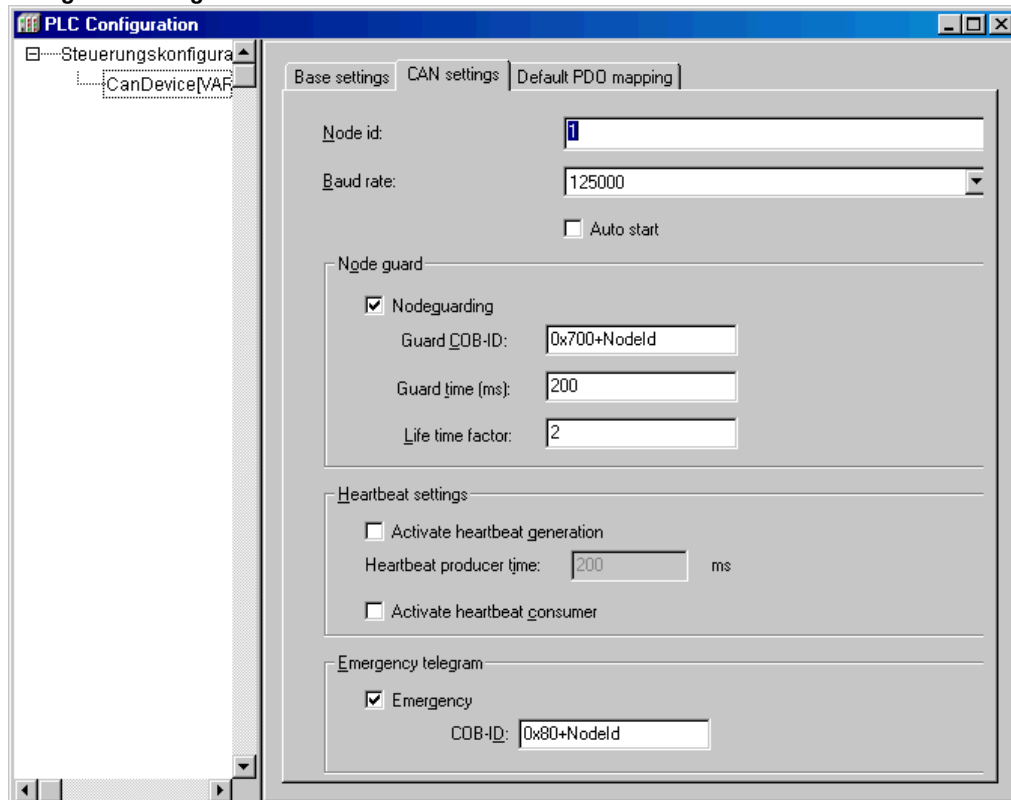 PLC Configuration
Steuerungskonfigura
CanDevice[VAR
Base settings
CAN settings
Default PDO mapping
Node id: 1
Baud rate: 125000
Auto start
Node guard
Nodeguarding
Guard COB-ID: 0x700+NodeId
Guard time (ms): 200
Life time factor: 2
Heartbeat settings
Activate heartbeat generation
Heartbeat producer time: 200 ms
Activate heartbeat consumer
Emergency telegram
Emergency
COB-ID: 0x80+NodeId